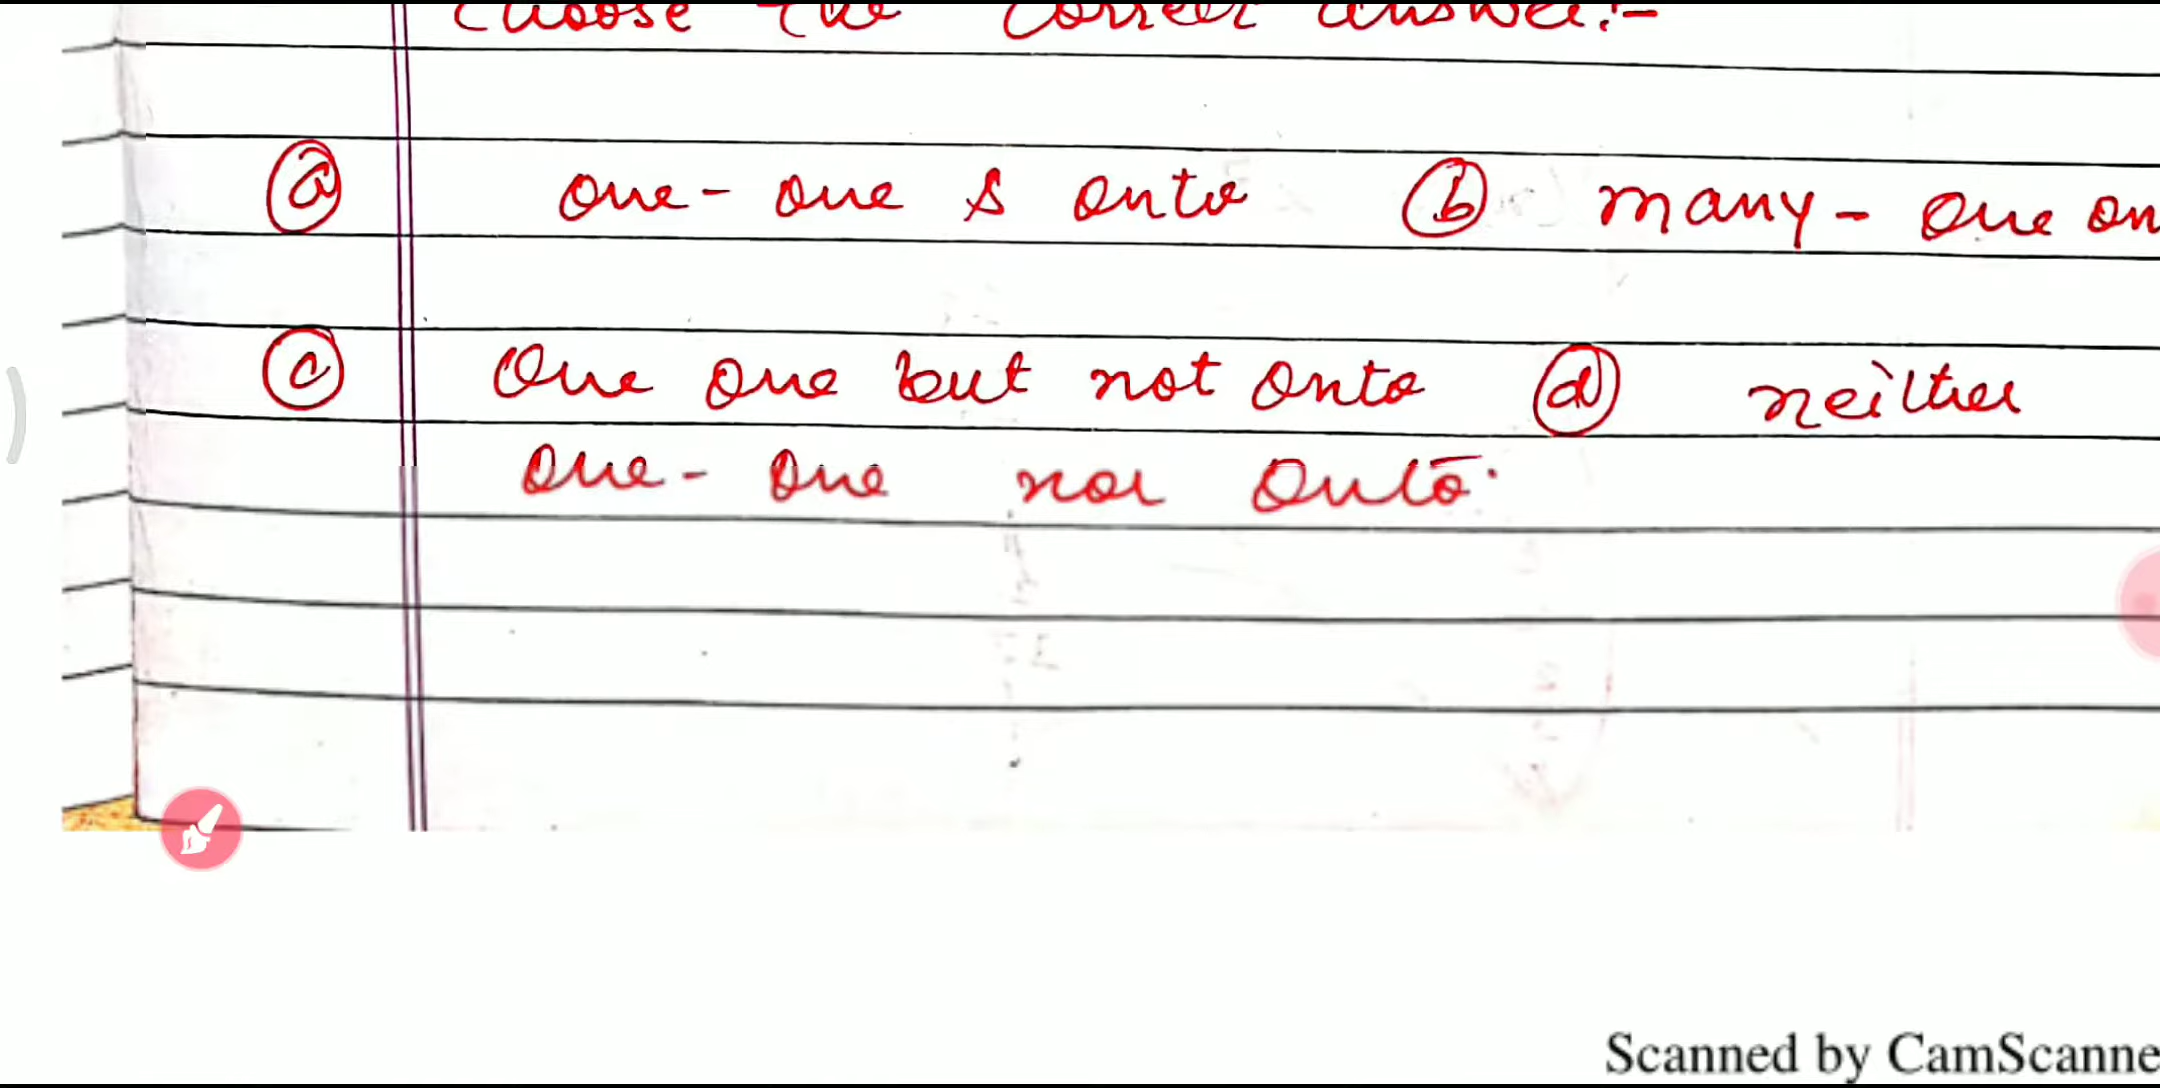 choose the correct answer:-
(a) one-one & onto (b) many-one on
(c) One one but not onto (d) neither
one-one nor onto.
Scanned by CamScanne